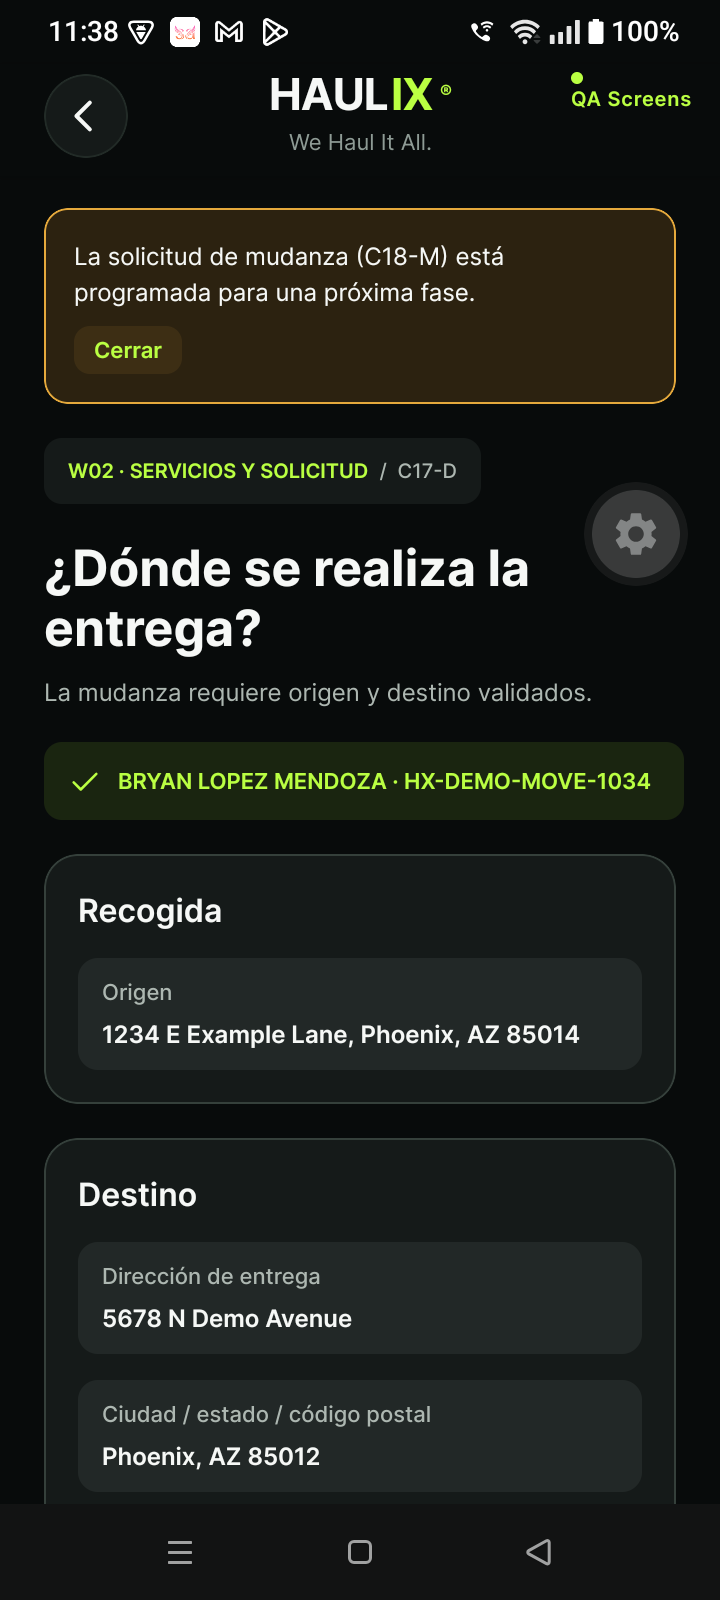 11:38
100%
HAULIX ®
QA Screens
We Haul It All.
La solicitud de mudanza (C18-M) está
programada para una próxima fase.
Cerrar
W02 · SERVICIOS Y SOLICITUD / C17-D
¿Dónde se realiza la
entrega?
La mudanza requiere origen y destino validados.
BRYAN LOPEZ MENDOZA · HX-DEMO-MOVE-1034
Recogida
Origen
1234 E Example Lane, Phoenix, AZ 85014
Destino
Dirección de entrega
5678 N Demo Avenue
Ciudad / estado / código postal
Phoenix, AZ 85012